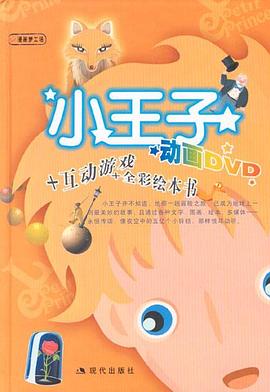 漫画梦工场
Petit
Prince
小王子
+动画DVD
+互动游戏
+全彩绘本书
小王子并不知道,他那一趟冒险之旅,已成为地球上一
则最美妙的故事,且通过各种文字、图画、绘本、多媒体……
永恒传颂,像夜空中的五亿个小铃铛,那样悦耳动听。
现代出版社